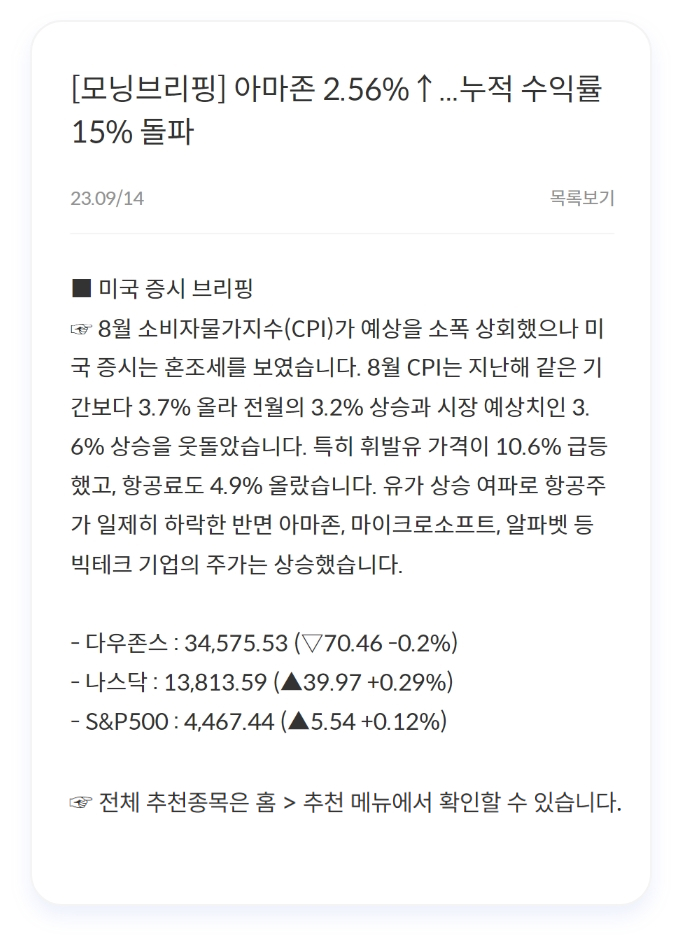 [모닝브리핑] 아마존 2.56%↑...누적 수익률
15% 돌파
23.09/14
목록보기
■ 미국 증시 브리핑
☞ 8월 소비자물가지수(CPI)가 예상을 소폭 상회했으나 미
국 증시는 혼조세를 보였습니다. 8월 CPI는 지난해 같은 기
간보다 3.7% 올라 전월의 3.2% 상승과 시장 예상치인 3.
6% 상승을 웃돌았습니다. 특히 휘발유 가격이 10.6% 급등
했고, 항공료도 4.9% 올랐습니다. 유가 상승 여파로 항공주
가 일제히 하락한 반면 아마존, 마이크로소프트, 알파벳 등
빅테크 기업의 주가는 상승했습니다.
- 다우존스 : 34,575.53 (▽70.46 -0.2%)
- 나스닥 : 13,813.59 (▲39.97 +0.29%)
- S&P500 : 4,467.44 (▲5.54 +0.12%)
☞ 전체 추천종목은 홈 > 추천 메뉴에서 확인할 수 있습니다.